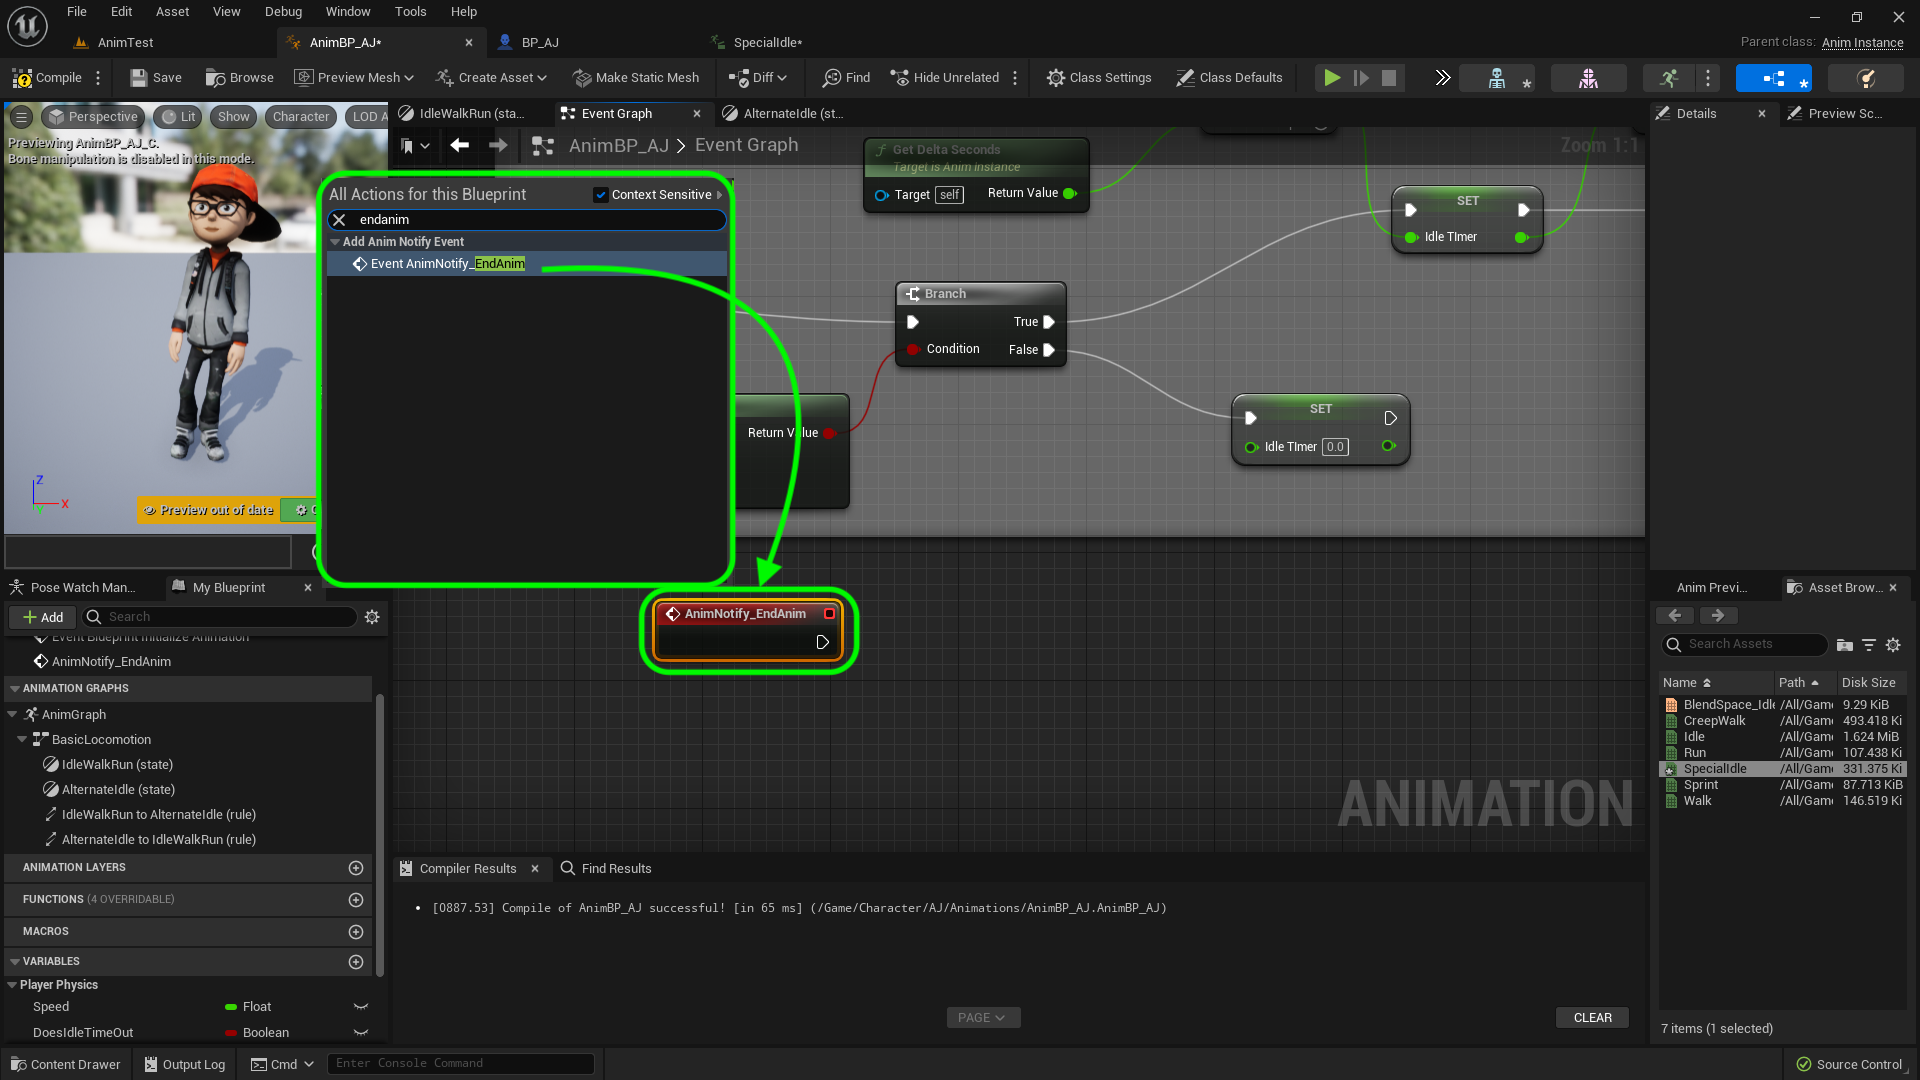 File Edit Asset View Debug Window Tools Help
AnimTest
AnimBP_AJ*
BP_AJ
SpecialIdle*
Parent class: Anim Instance
Compile
Save
Browse
Preview Mesh
Create Asset
Make Static Mesh
Diff
Find
Hide Unrelated
Class Settings
Class Defaults
Perspective
Lit
Show
Character
LOD A
Previewing AnimBP_AJ_C.
Bone manipulation is disabled in this mode.
IdleWalkRun (sta...
Event Graph
AlternateIdle (st...
AnimBP_AJ > Event Graph
Zoom 1:1
Details
Preview Sc...
All Actions for this Blueprint
Context Sensitive
endanim
Add Anim Notify Event
Event AnimNotify_EndAnim
Get Delta Seconds
Target is Anim Instance
Target self
Return Value
SET
Idle TImer
Branch
True
Condition
False
SET
Idle TImer 0.0
Return Value
Z
X
Preview out of date
AnimNotify_EndAnim
Pose Watch Man...
My Blueprint
Add
Search
Event Blueprint Initialize Animation
AnimNotify_EndAnim
ANIMATION GRAPHS
AnimGraph
BasicLocomotion
IdleWalkRun (state)
AlternateIdle (state)
IdleWalkRun to AlternateIdle (rule)
AlternateIdle to IdleWalkRun (rule)
ANIMATION LAYERS
FUNCTIONS (4 OVERRIDABLE)
MACROS
VARIABLES
Player Physics
Speed Float
DoesIdleTimeOut Boolean
ANIMATION
Compiler Results
Find Results
[0887.53] Compile of AnimBP_AJ successful! [in 65 ms] (/Game/Character/AJ/Animations/AnimBP_AJ.AnimBP_AJ)
PAGE
CLEAR
Anim Previ...
Asset Brow...
Search Assets
Name Path Disk Size
BlendSpace_Idle /All/Game 9.29 KiB
CreepWalk /All/Game 493.418 Ki
Idle /All/Game 1.624 MiB
Run /All/Game 107.438 Ki
SpecialIdle /All/Game 331.375 Ki
Sprint /All/Game 87.713 KiB
Walk /All/Game 146.519 Ki
7 items (1 selected)
Content Drawer
Output Log
Cmd
Enter Console Command
Source Control